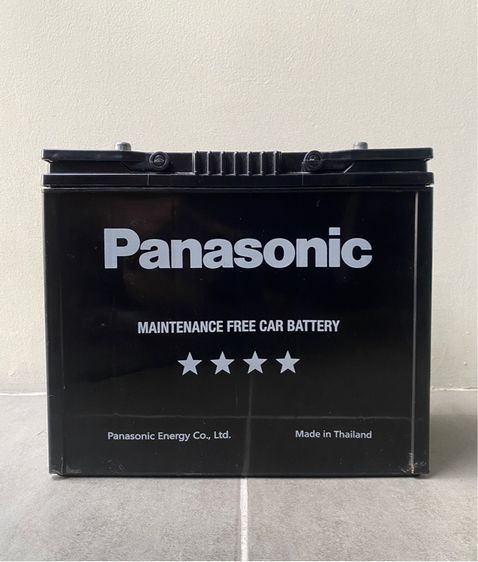 Panasonic
MAINTENANCE FREE CAR BATTERY
Panasonic Energy Co., Ltd. Made in Thailand